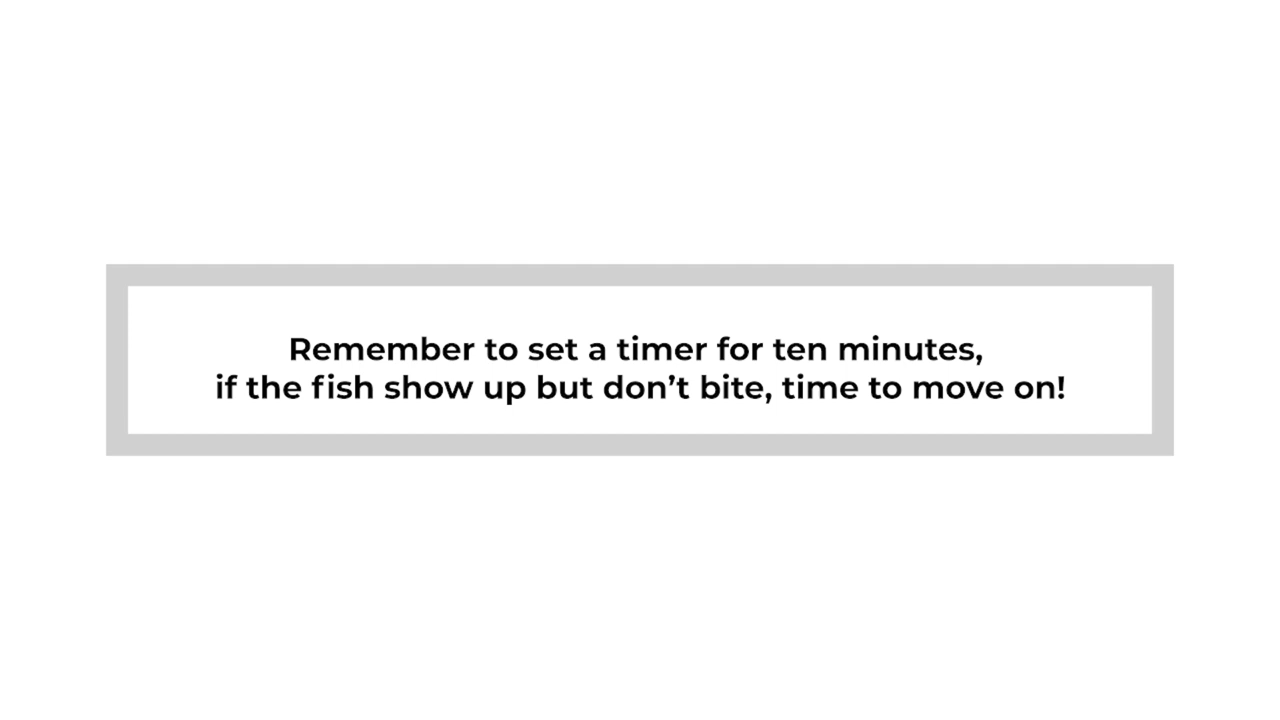 Remember to set a timer for ten minutes,
if the fish show up but don’t bite, time to move on!